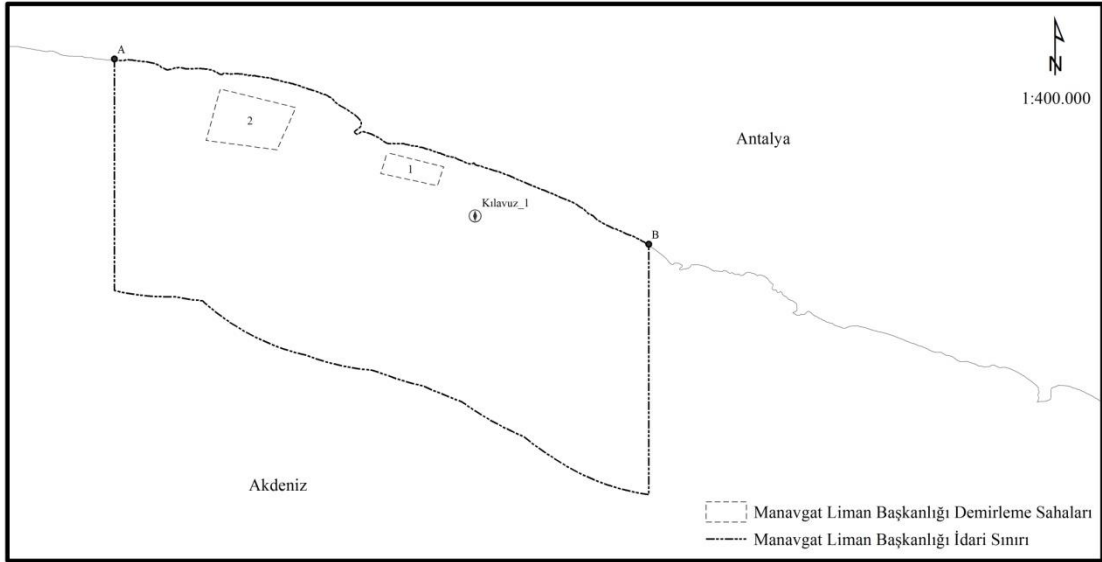 A
N
1:400.000
2
Antalya
1
Kılavuz_1
B
Akdeniz
Manavgat Liman Başkanlığı Demirleme Sahaları
Manavgat Liman Başkanlığı İdari Sınırı